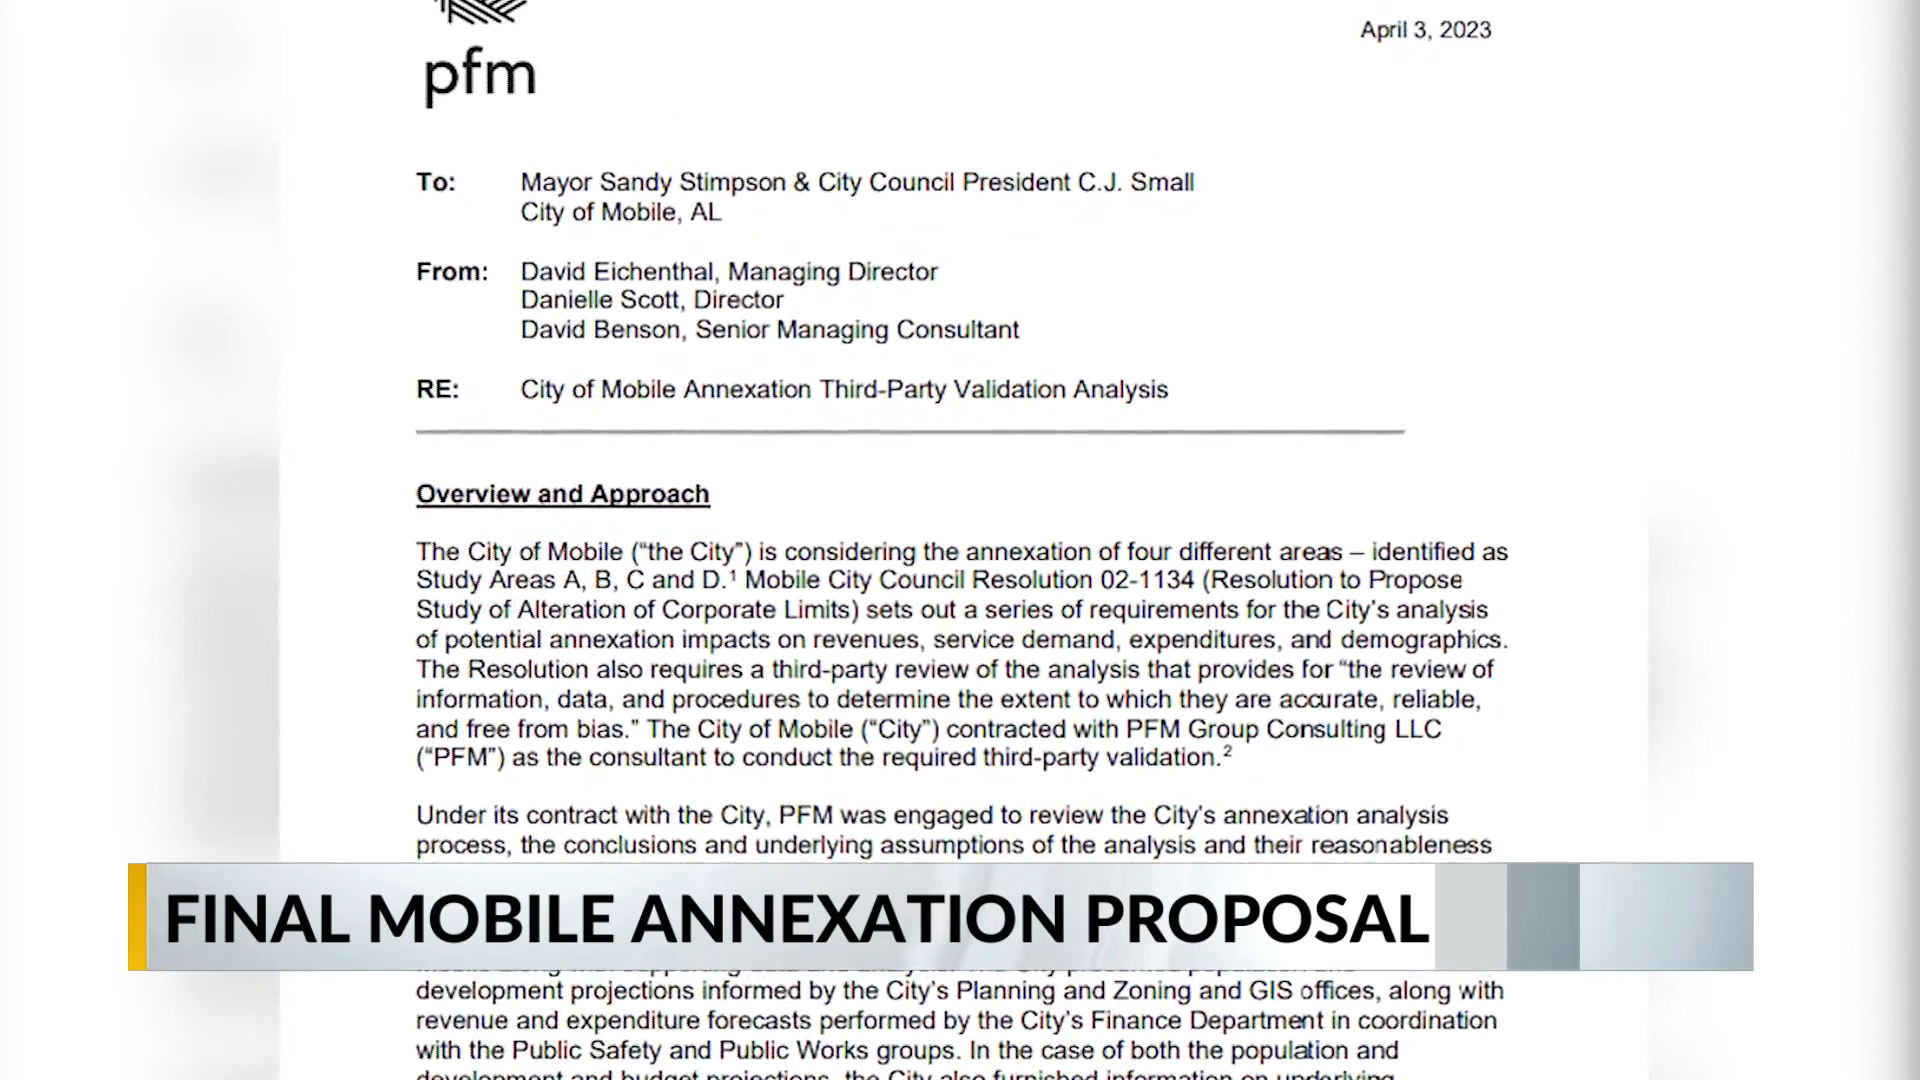 April 3, 2023
pfm
To: Mayor Sandy Stimpson & City Council President C.J. Small
City of Mobile, AL
From: David Eichenthal, Managing Director
Danielle Scott, Director
David Benson, Senior Managing Consultant
RE: City of Mobile Annexation Third-Party Validation Analysis
Overview and Approach
The City of Mobile (“the City”) is considering the annexation of four different areas – identified as
Study Areas A, B, C and D.¹ Mobile City Council Resolution 02-1134 (Resolution to Propose
Study of Alteration of Corporate Limits) sets out a series of requirements for the City’s analysis
of potential annexation impacts on revenues, service demand, expenditures, and demographics.
The Resolution also requires a third-party review of the analysis that provides for “the review of
information, data, and procedures to determine the extent to which they are accurate, reliable,
and free from bias.” The City of Mobile (“City”) contracted with PFM Group Consulting LLC
(“PFM”) as the consultant to conduct the required third-party validation.²
Under its contract with the City, PFM was engaged to review the City’s annexation analysis
process, the conclusions and underlying assumptions of the analysis and their reasonableness
FINAL MOBILE ANNEXATION PROPOSAL
development projections informed by the City’s Planning and Zoning and GIS offices, along with
revenue and expenditure forecasts performed by the City’s Finance Department in coordination
with the Public Safety and Public Works groups. In the case of both the population and
development and budget projections, the City also furnished information on underlying